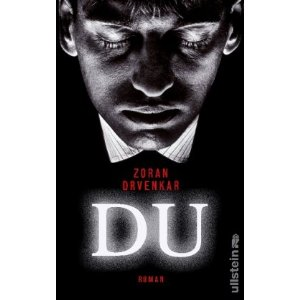 ZORAN
DRVENKAR
DU
ROMAN
ullstein